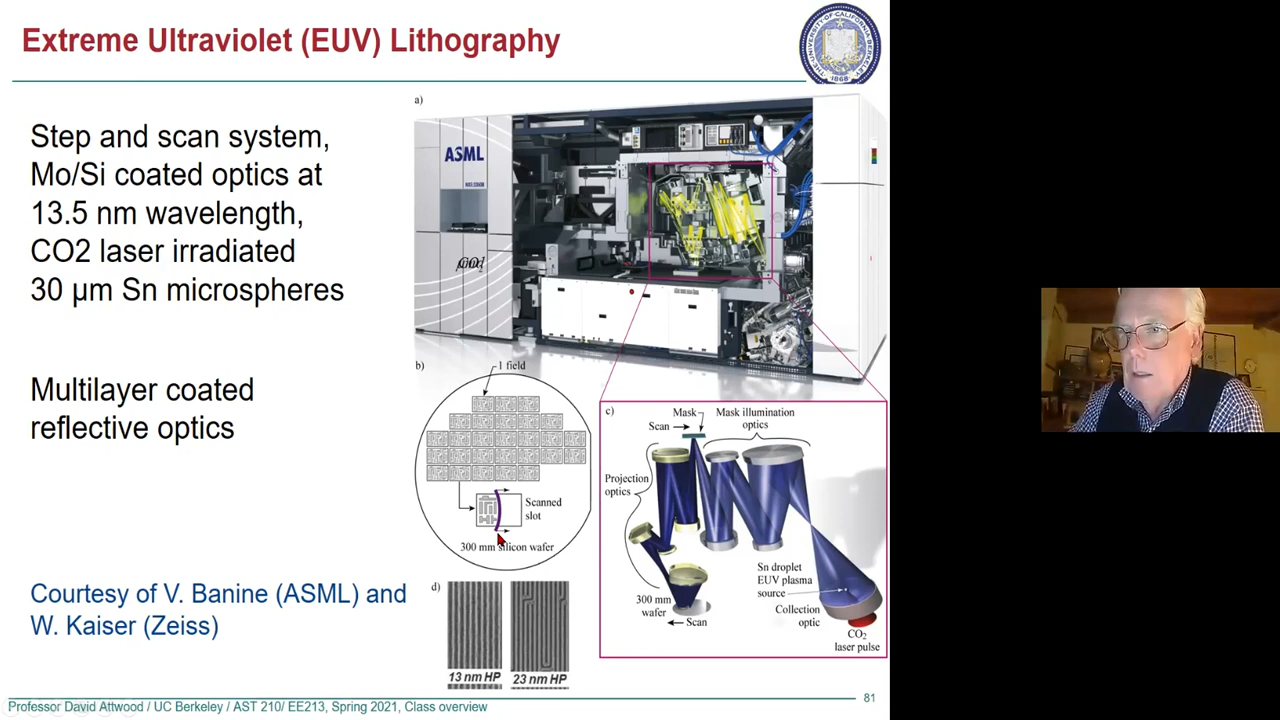 Extreme Ultraviolet (EUV) Lithography
Step and scan system,
Mo/Si coated optics at
13.5 nm wavelength,
CO2 laser irradiated
30 µm Sn microspheres
Multilayer coated
reflective optics
Courtesy of V. Banine (ASML) and
W. Kaiser (Zeiss)
a)
ASML
b)
1 field
Scanned
slot
300 mm silicon wafer
c)
Mask
Mask illumination
optics
Scan
Projection
optics
Sn droplet
EUV plasma
source
Collection
optic
300 mm
wafer
Scan
CO2
laser pulse
d)
13 nm HP
23 nm HP
Professor David Attwood / UC Berkeley / AST 210/ EE213, Spring 2021, Class overview
81